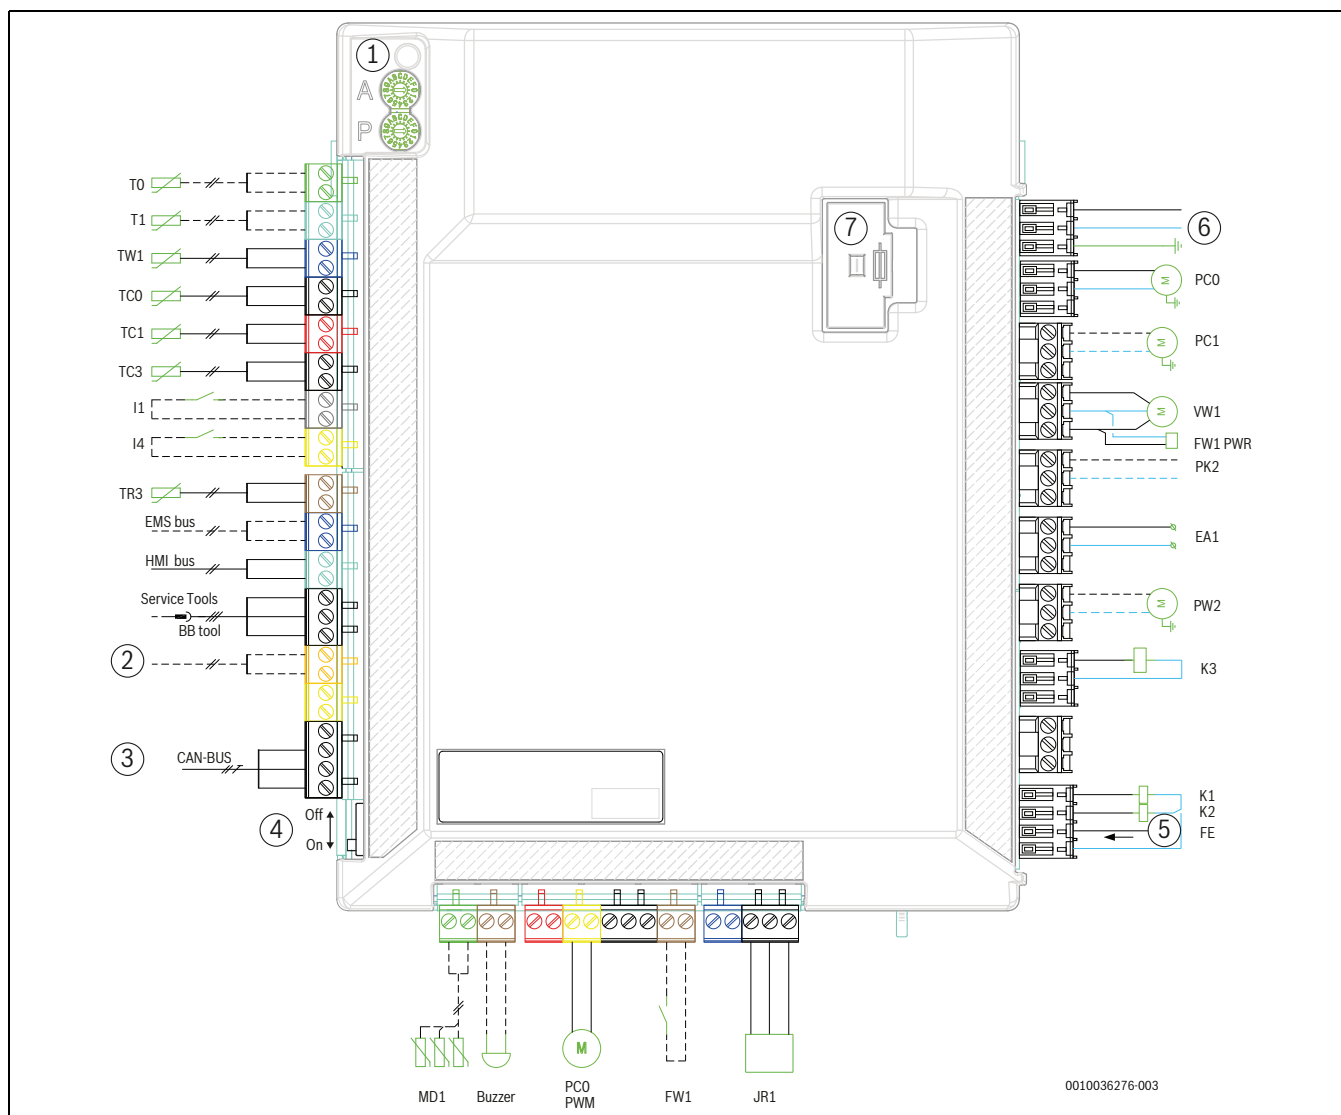 1
A
P
T0
T1
TW1
TC0
TC1
TC3
I1
I4
TR3
EMS bus
HMI bus
Service Tools
BB tool
2
3
CAN-BUS
4
Off
On
7
6
PC0
M
PC1
M
VW1
M
FW1 PWR
PK2
EA1
PW2
M
K3
K1
K2
5
FE
MD1
Buzzer
M
PC0
PWM
FW1
JR1
0010036276-003